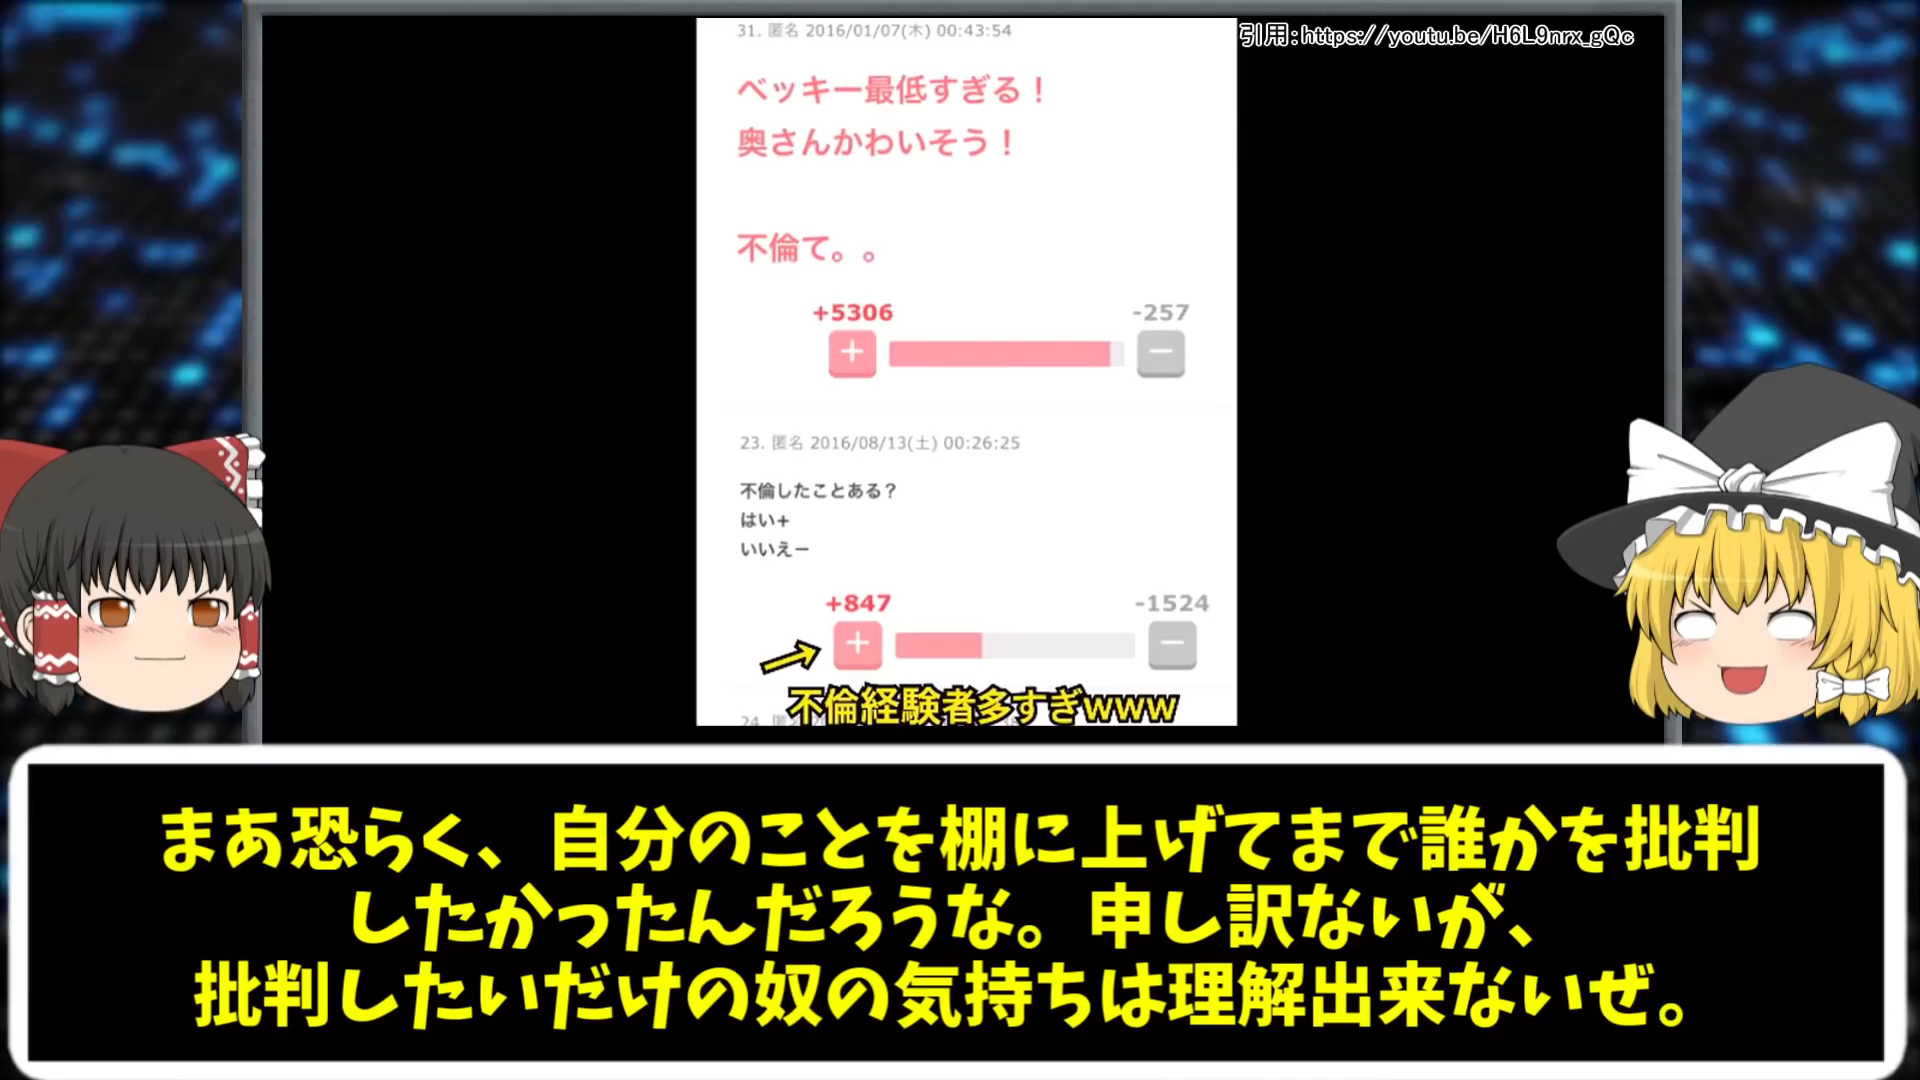 31. 匿名 2016/01/07(木) 00:43:54
引用:https://youtu.be/H6L9nrx_gQc
ベッキー最低すぎる！
奥さんかわいそう！
不倫て。。
+5306
-257
23. 匿名 2016/08/13(土) 00:26:25
不倫したことある？
はい+
いいえー
+847
-1524
不倫経験者多すぎwww
24.
まあ恐らく、自分のことを棚に上げてまで誰かを批判
したかったんだろうな。申し訳ないが、
批判したいだけの奴の気持ちは理解出来ないぜ。